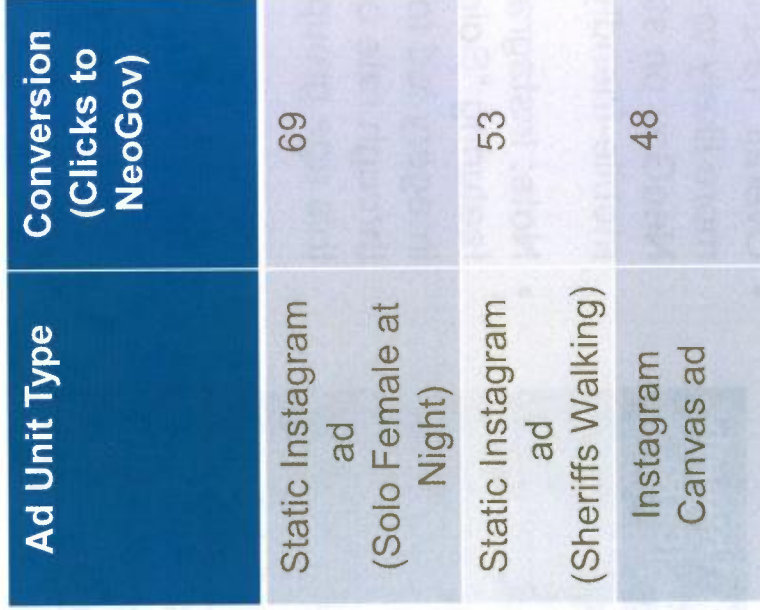 Ad Unit Type
Conversion
(Clicks to
NeoGov)
Static Instagram
ad
(Solo Female at
Night)
69
Static Instagram
ad
(Sheriffs Walking)
53
Instagram
Canvas ad
48